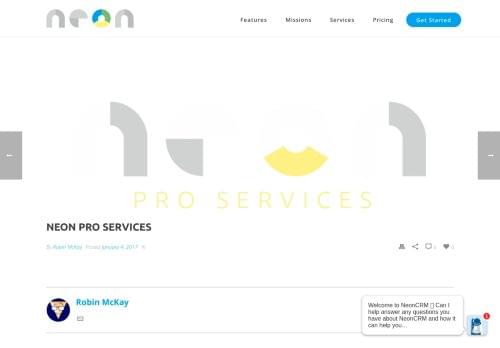 neon
Features Missions Services Pricing Get Started
neon
PRO SERVICES
NEON PRO SERVICES
By Robin McKay Posted January 4, 2017 In
0 0
Robin McKay
Welcome to NeonCRM Can I
help answer any questions you
have about NeonCRM and how it
can help you...
1